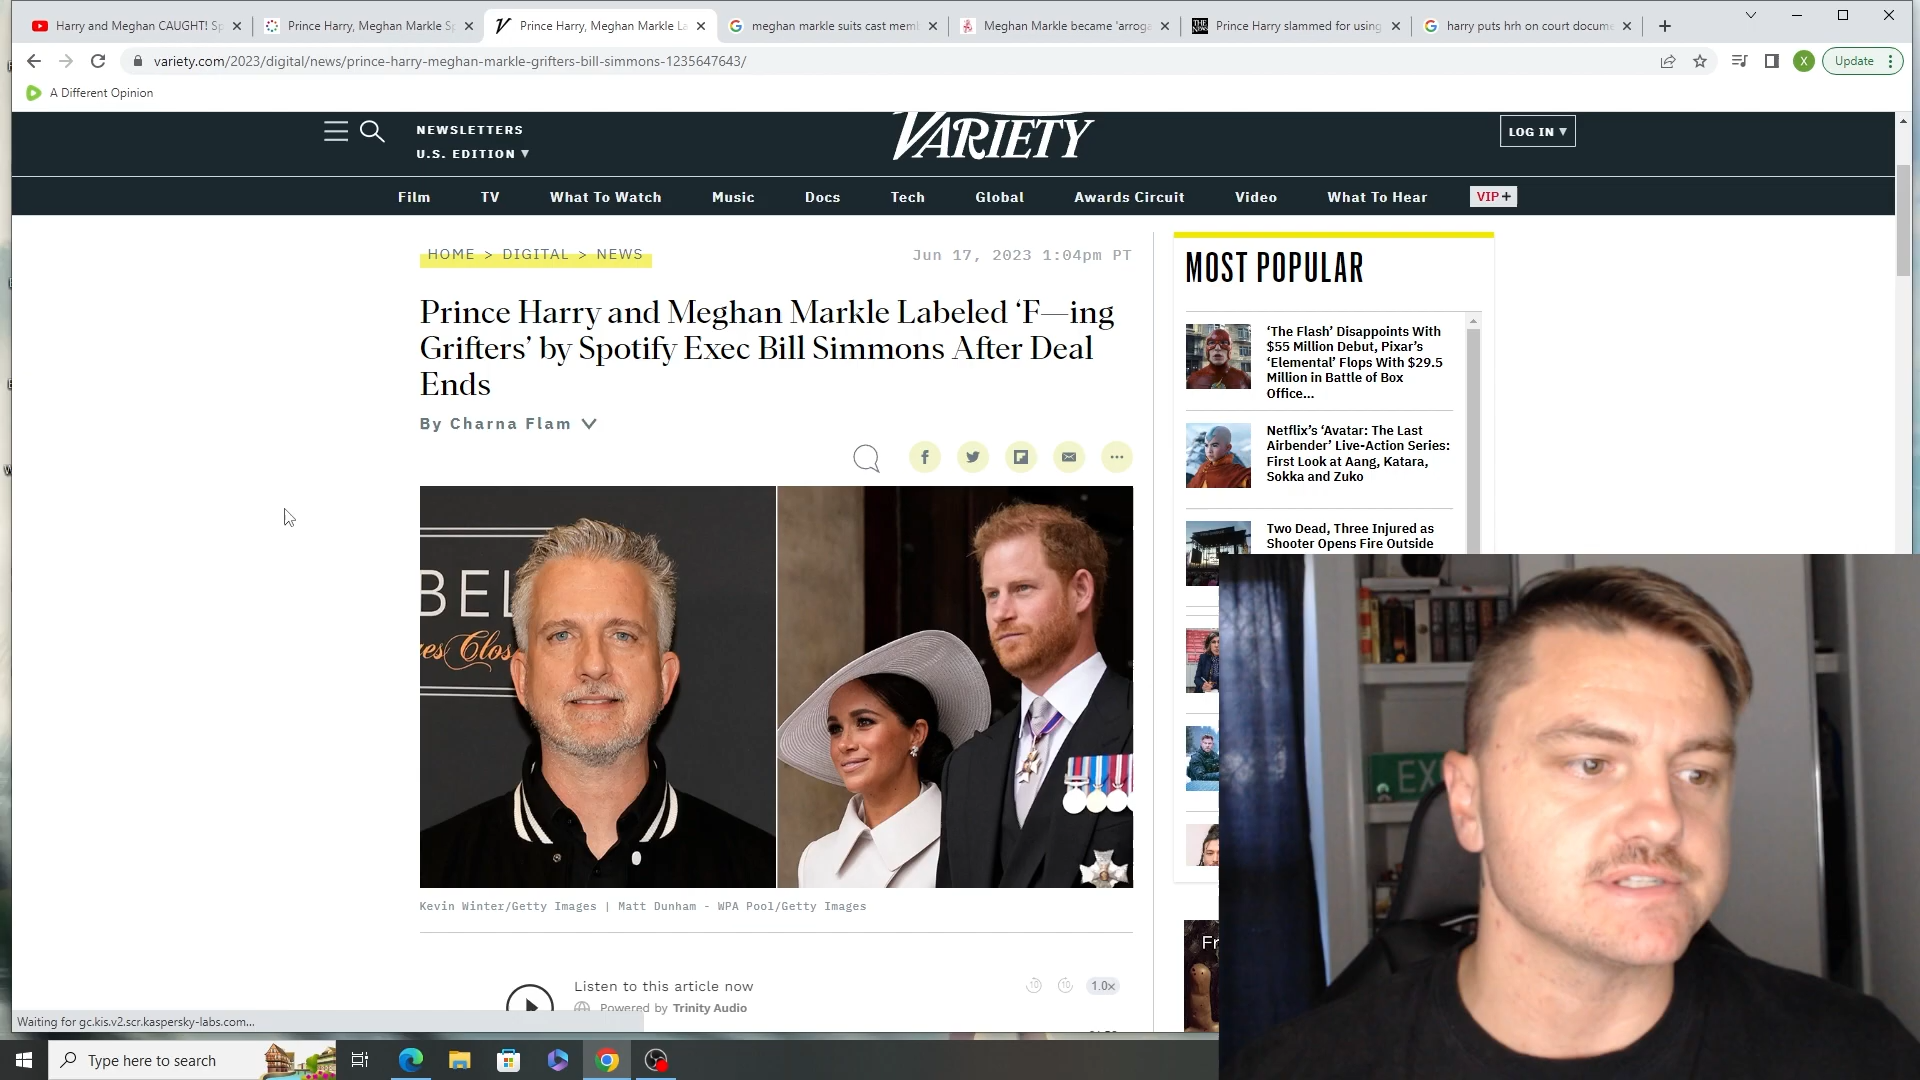 Harry and Meghan CAUGHT! Sp
Prince Harry, Meghan Markle Sp
Prince Harry, Meghan Markle La
meghan markle suits cast mem
Meghan Markle became 'arroga
Prince Harry slammed for using
harry puts hrh on court docume
variety.com/2023/digital/news/prince-harry-meghan-markle-grifters-bill-simmons-1235647643/
X
Update
A Different Opinion
NEWSLETTERS
U.S. EDITION ▼
VARIETY
LOG IN ▼
Film
TV
What To Watch
Music
Docs
Tech
Global
Awards Circuit
Video
What To Hear
VIP+
HOME > DIGITAL > NEWS
Jun 17, 2023 1:04pm PT
Prince Harry and Meghan Markle Labeled ‘F—ing
Grifters’ by Spotify Exec Bill Simmons After Deal
Ends
By Charna Flam
MOST POPULAR
‘The Flash’ Disappoints With
$55 Million Debut, Pixar’s
‘Elemental’ Flops With $29.5
Million in Battle of Box
Office...
Netflix’s ‘Avatar: The Last
Airbender’ Live-Action Series:
First Look at Aang, Katara,
Sokka and Zuko
Two Dead, Three Injured as
Shooter Opens Fire Outside
BEL
es Clos
Kevin Winter/Getty Images | Matt Dunham - WPA Pool/Getty Images
Listen to this article now
Powered by Trinity Audio
10
10
1.0x
Fr
EX
Waiting for gc.kis.v2.scr.kaspersky-labs.com...
Type here to search